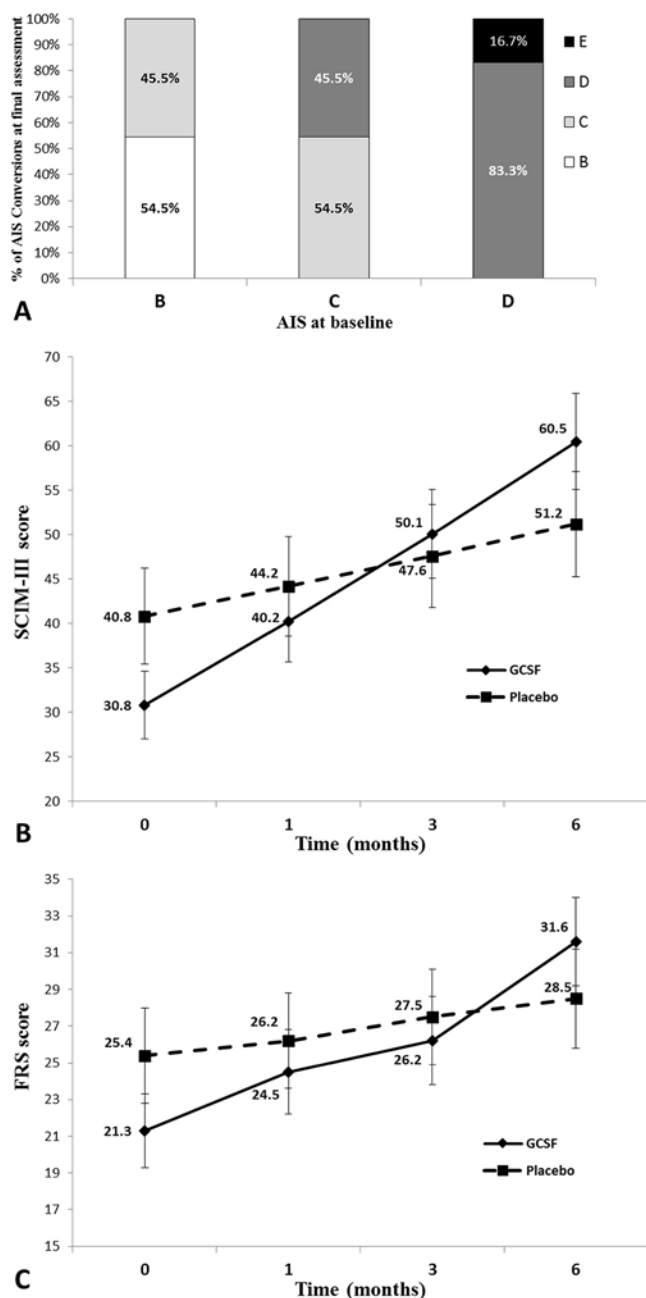 100%
90%
80%
70%
60%
50%
40%
30%
20%
10%
0%
% of AIS Conversions at final assessment
45.5%
54.5%
45.5%
54.5%
16.7%
83.3%
E
D
C
B
B C D
AIS at baseline
A
70
65
60
55
50
45
40
35
30
25
20
SCIM-III score
40.8
44.2
47.6
51.2
30.8
40.2
50.1
60.5
GCSF
Placebo
0 1 3 6
Time (months)
B
35
33
31
29
27
25
23
21
19
17
15
FRS score
25.4
26.2
27.5
28.5
21.3
24.5
26.2
31.6
GCSF
Placebo
0 1 3 6
Time (months)
C